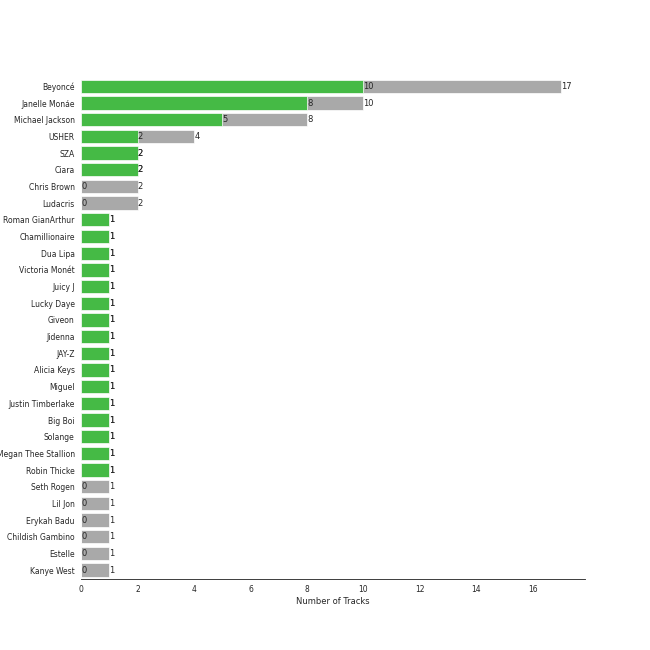 Beyoncé 10 17
Janelle Monáe 8 10
Michael Jackson 5 8
USHER 2 4
SZA 2
Ciara 2
Chris Brown 0 2
Ludacris 0 2
Roman GianArthur 1
Chamillionaire 1
Dua Lipa 1
Victoria Monét 1
Juicy J 1
Lucky Daye 1
Giveon 1
Jidenna 1
JAY-Z 1
Alicia Keys 1
Miguel 1
Justin Timberlake 1
Big Boi 1
Solange 1
Megan Thee Stallion 1
Robin Thicke 1
Seth Rogen 0 1
Lil Jon 0 1
Erykah Badu 0 1
Childish Gambino 0 1
Estelle 0 1
Kanye West 0 1
0 2 4 6 8 10 12 14 16
Number of Tracks